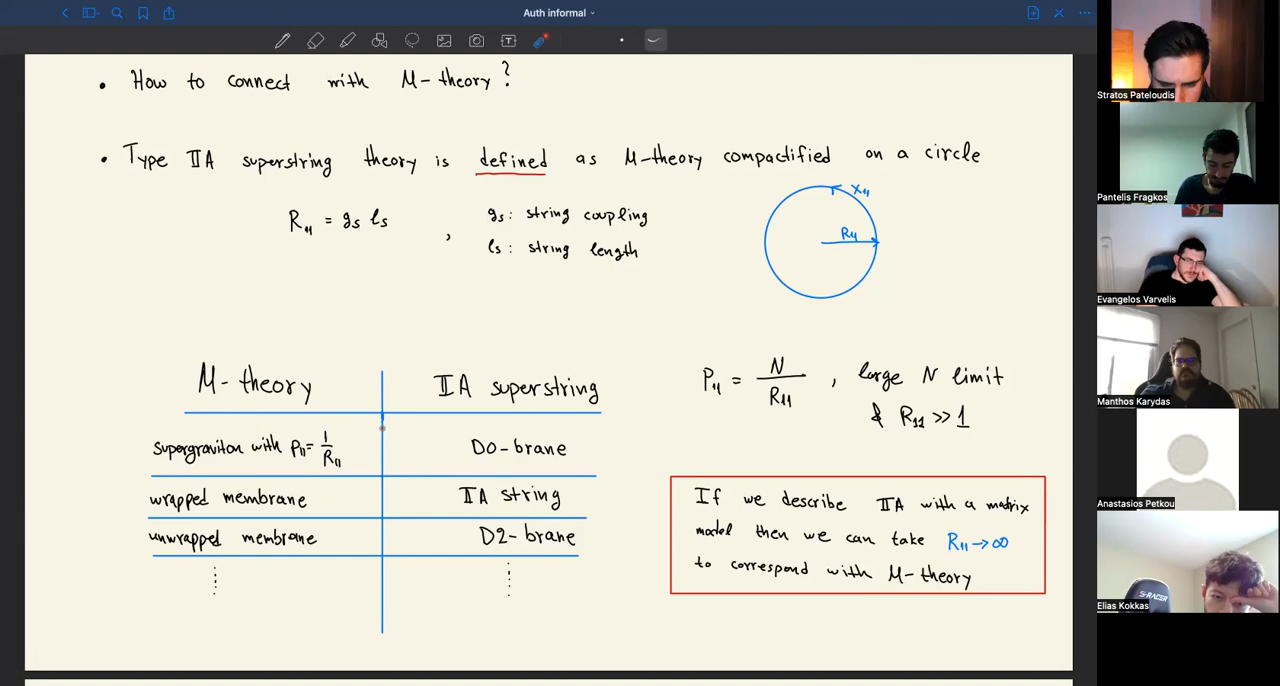 Auth informal
• How to connect with M-theory?
• Type IIA superstring theory is defined as M-theory compactified on a circle
R₁₁ = gs ls , gs: string coupling
ls: string length
X₁₁
R₁₁
M-theory IIA superstring
supergraviton with P₁₁ = 1/R₁₁ D0-brane
wrapped membrane IIA string
unwrapped membrane D2-brane
P₁₁ = N/R₁₁ , large N limit
& R₁₁ >> 1
If we describe IIA with a matrix
model then we can take R₁₁ → ∞
to correspond with M-theory
Stratos Pateloudis
Pantelis Fragkos
Evangelos Varvelis
Manthos Karydas
Anastasios Petkou
S-RACER
Elias Kokkas